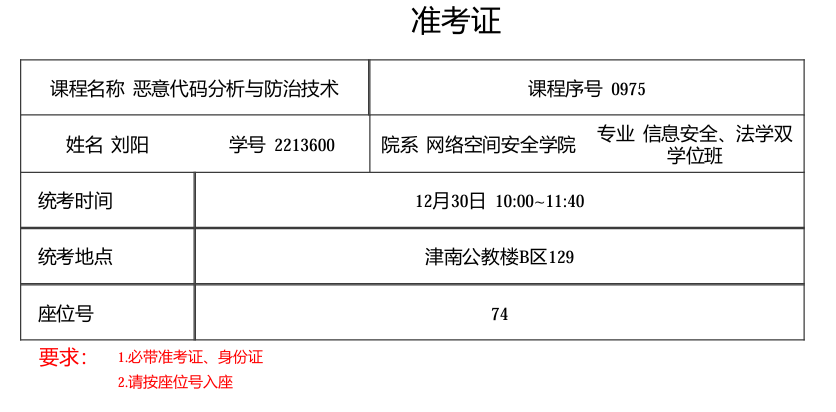 准考证
课程名称 恶意代码分析与防治技术
课程序号 0975
姓名 刘阳
学号 2213600
院系 网络空间安全学院
专业 信息安全、法学双
学位班
统考时间
12月30日 10:00~11:40
统考地点
津南公教楼B区129
座位号
74
要求：
1.必带准考证、身份证
2.请按座位号入座